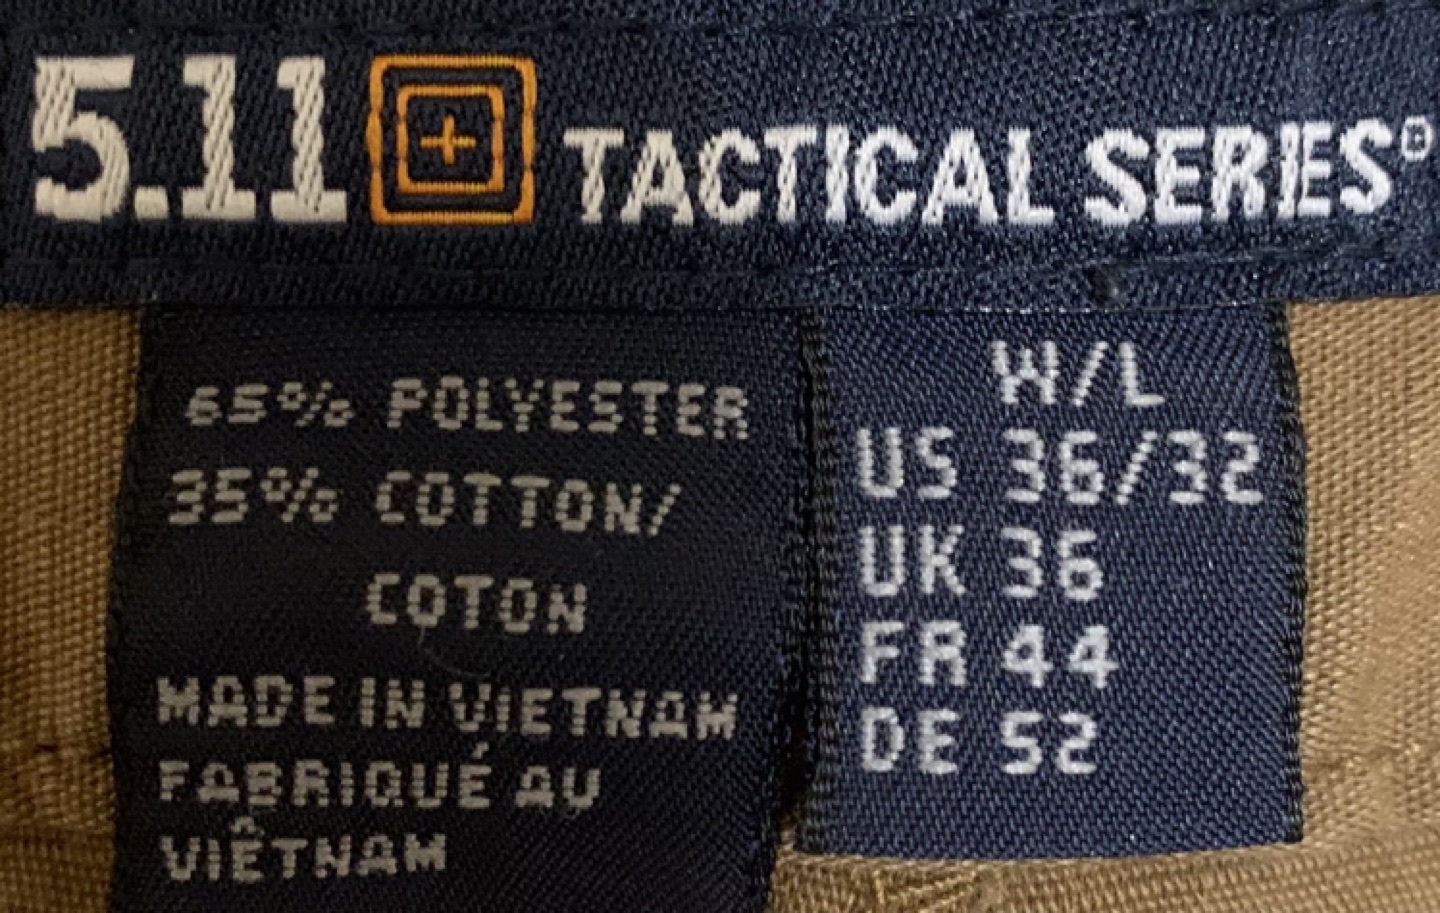 5.11 TACTICAL SERIES®
65% POLYESTER
35% COTTON/
COTON
MADE IN VIETNAM
FABRIQUÉ AU
VIÊTNAM
W/L
US 36/32
UK 36
FR 44
DE 52